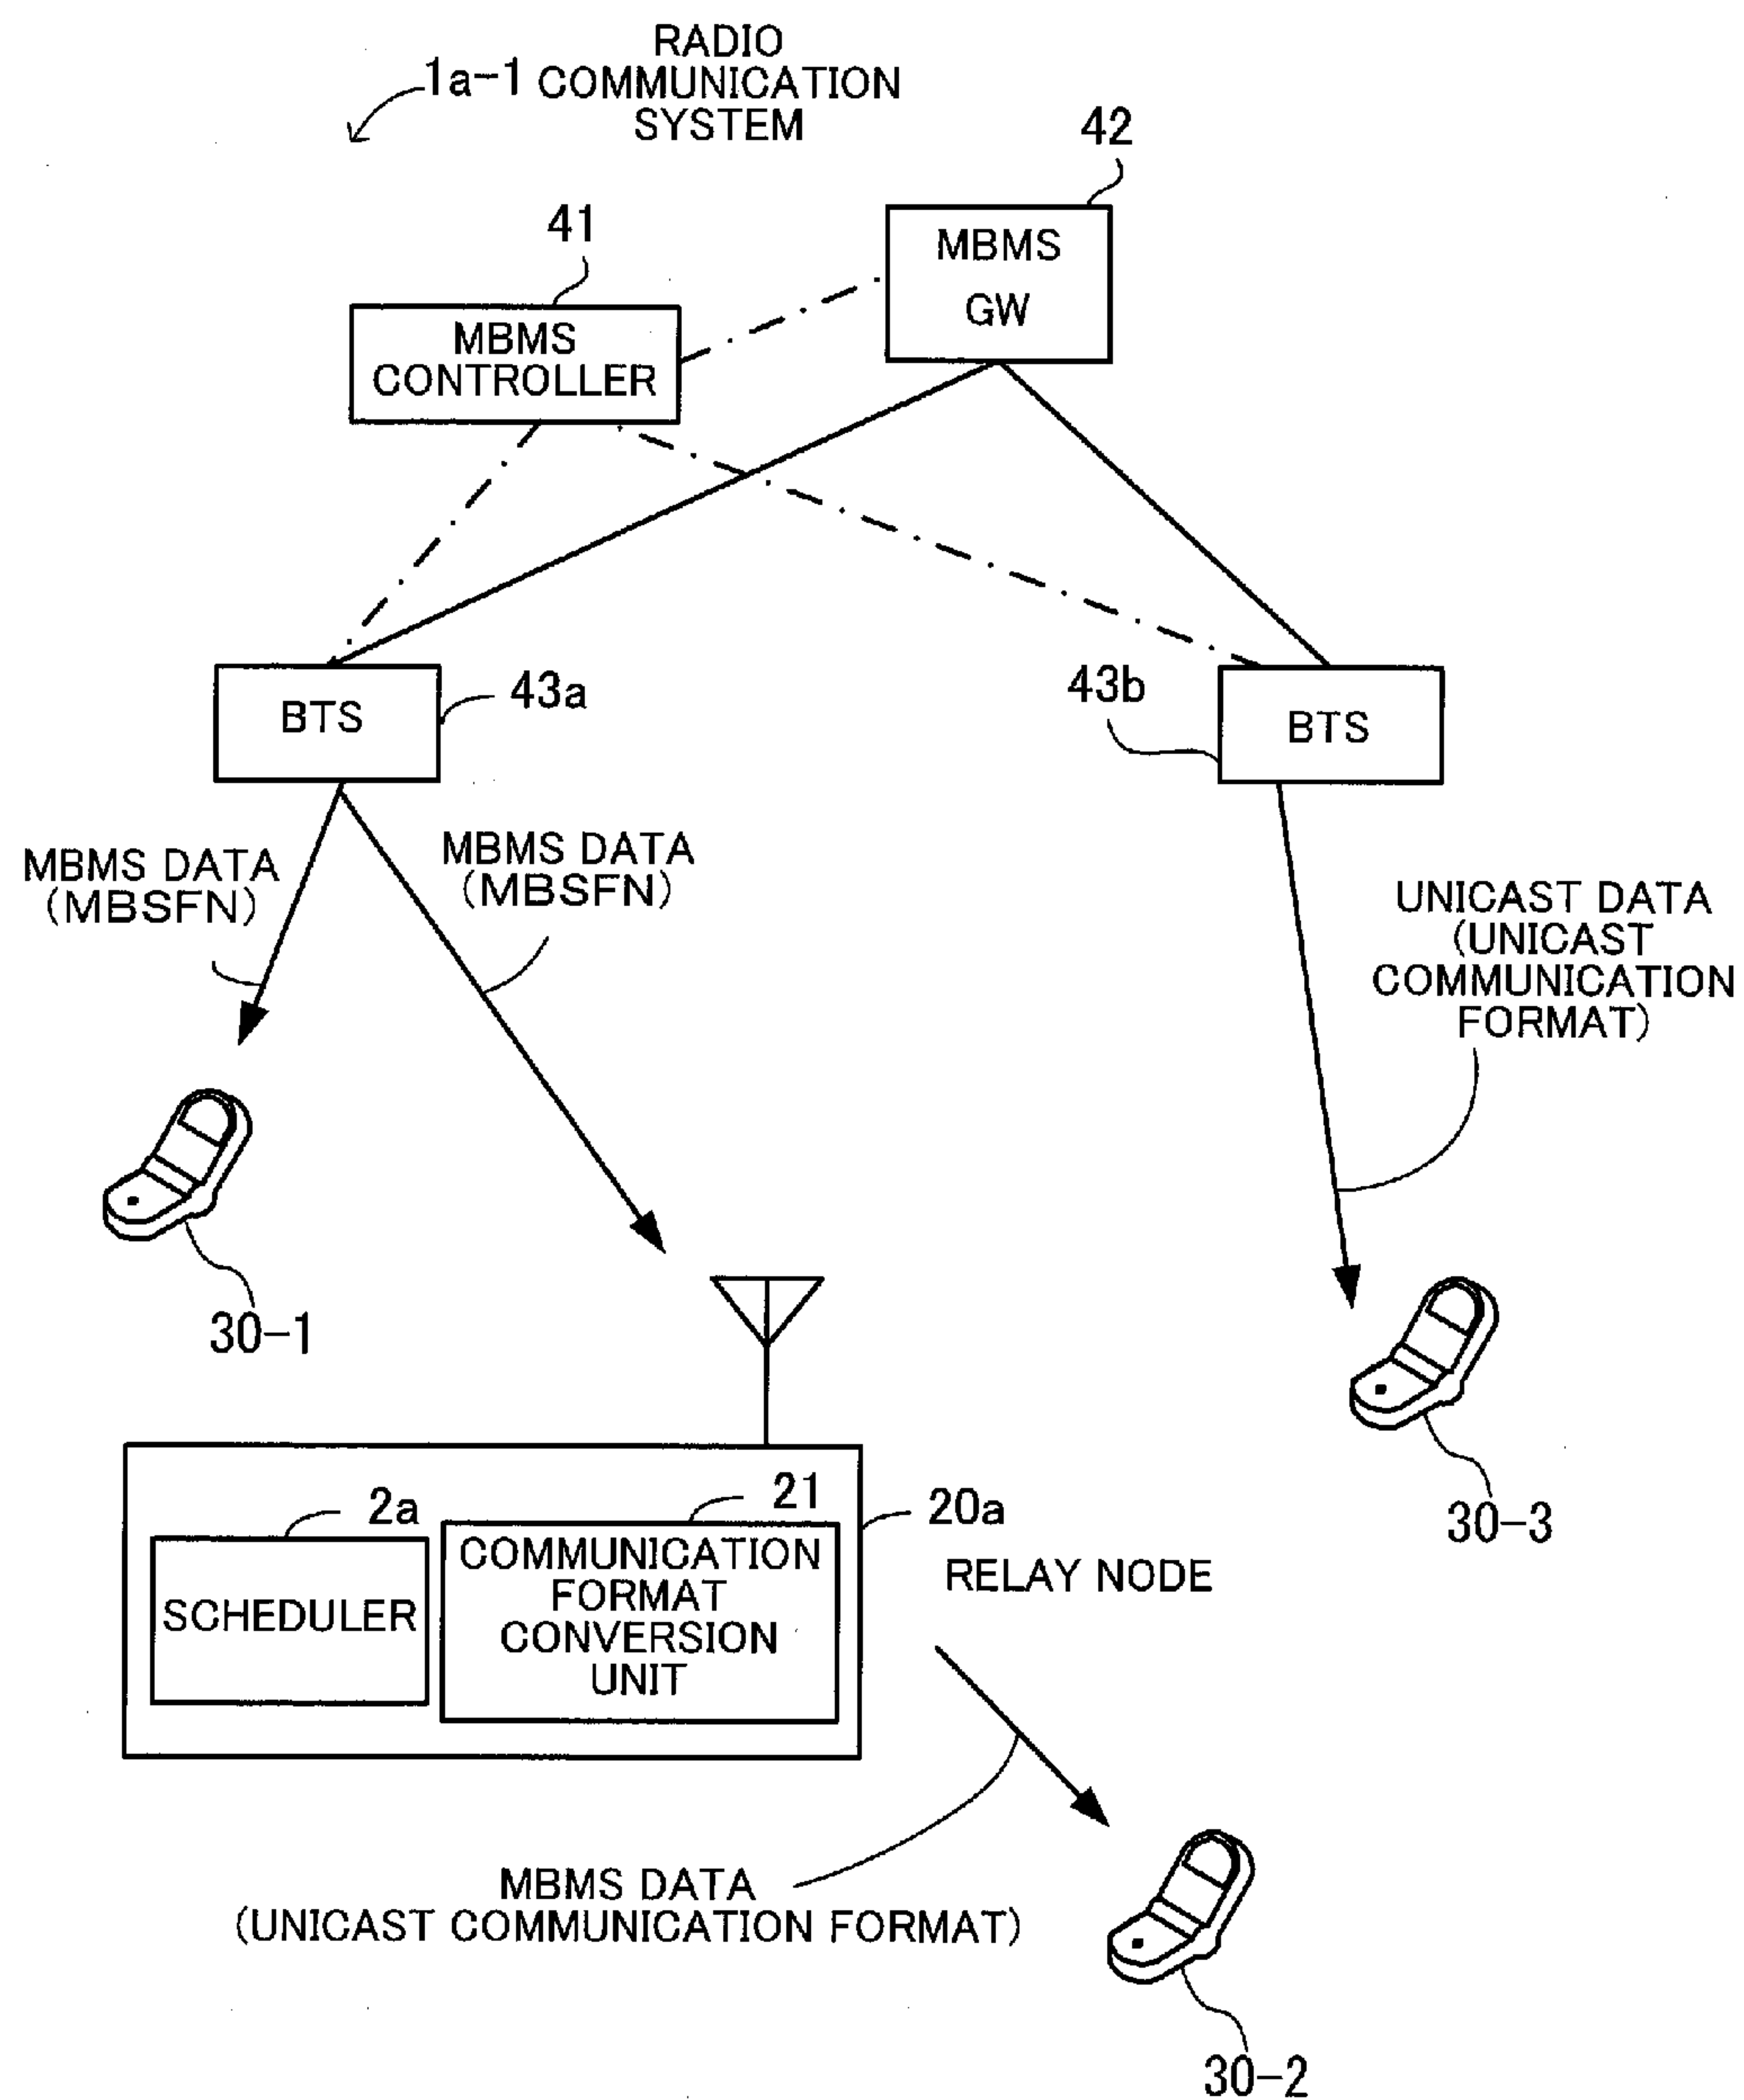 RADIO
1a-1 COMMUNICATION
SYSTEM
42
41
MBMS
GW
MBMS
CONTROLLER
43a
43b
BTS
BTS
MBMS DATA
(MBSFN)
MBMS DATA
(MBSFN)
UNICAST DATA
(UNICAST
COMMUNICATION
FORMAT)
30-1
30-3
2a
21
20a
SCHEDULER
COMMUNICATION
FORMAT
CONVERSION
UNIT
RELAY NODE
MBMS DATA
(UNICAST COMMUNICATION FORMAT)
30-2